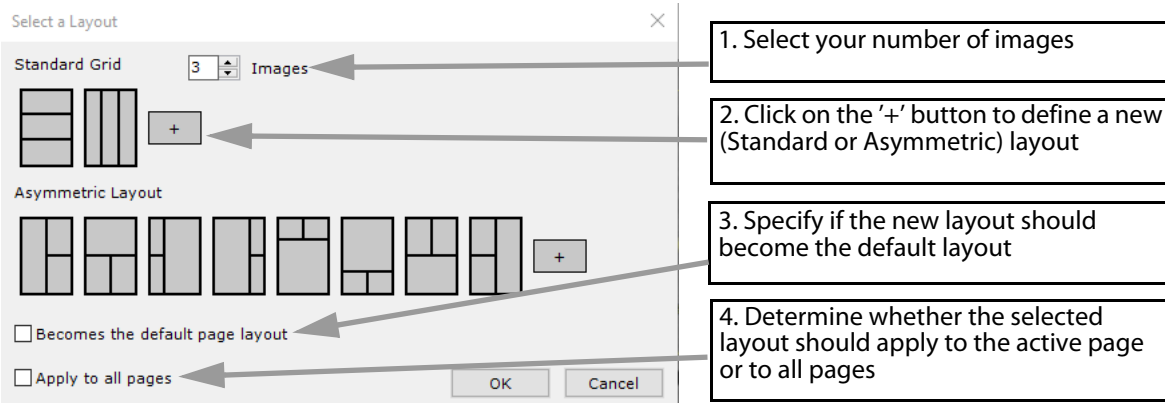 Select a Layout
Standard Grid
3 Images
+
Asymmetric Layout
+
Becomes the default page layout
Apply to all pages
OK Cancel
1. Select your number of images
2. Click on the ’+’ button to define a new
(Standard or Asymmetric) layout
3. Specify if the new layout should
become the default layout
4. Determine whether the selected
layout should apply to the active page
or to all pages